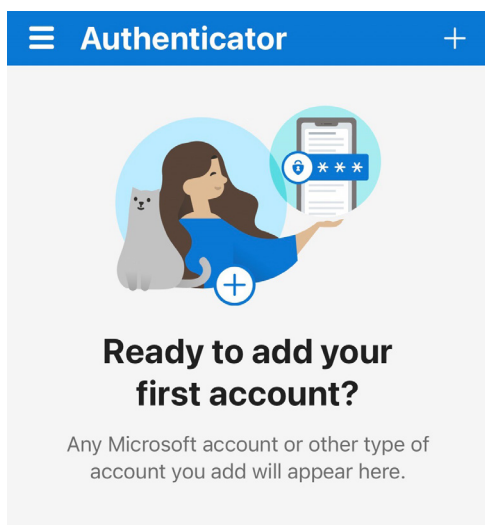 Authenticator
***
Ready to add your
first account?
Any Microsoft account or other type of
account you add will appear here.